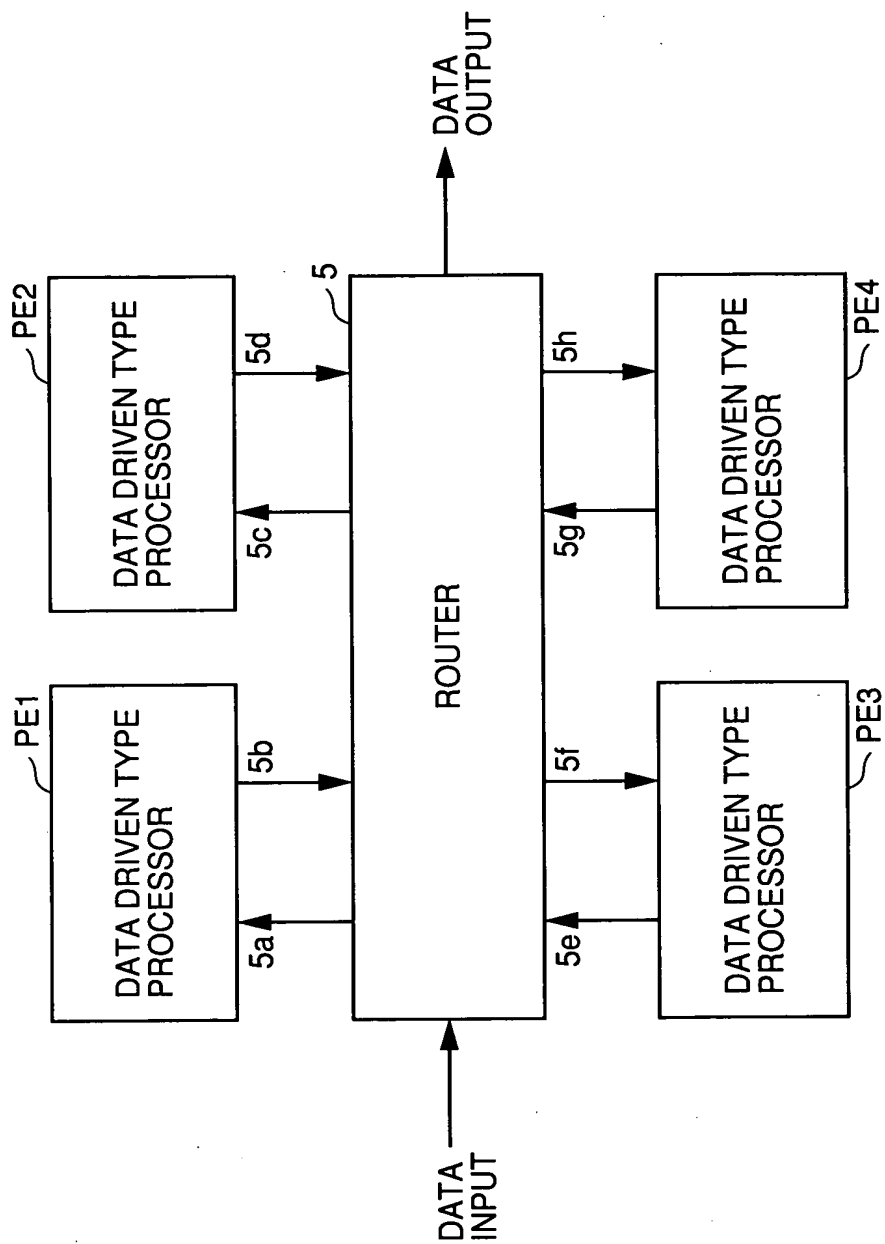 PE1
DATA DRIVEN TYPE
PROCESSOR
PE2
DATA DRIVEN TYPE
PROCESSOR
5a
5b
5c
5d
5
DATA
INPUT
ROUTER
DATA
OUTPUT
5e
5f
5g
5h
DATA DRIVEN TYPE
PROCESSOR
PE3
DATA DRIVEN TYPE
PROCESSOR
PE4